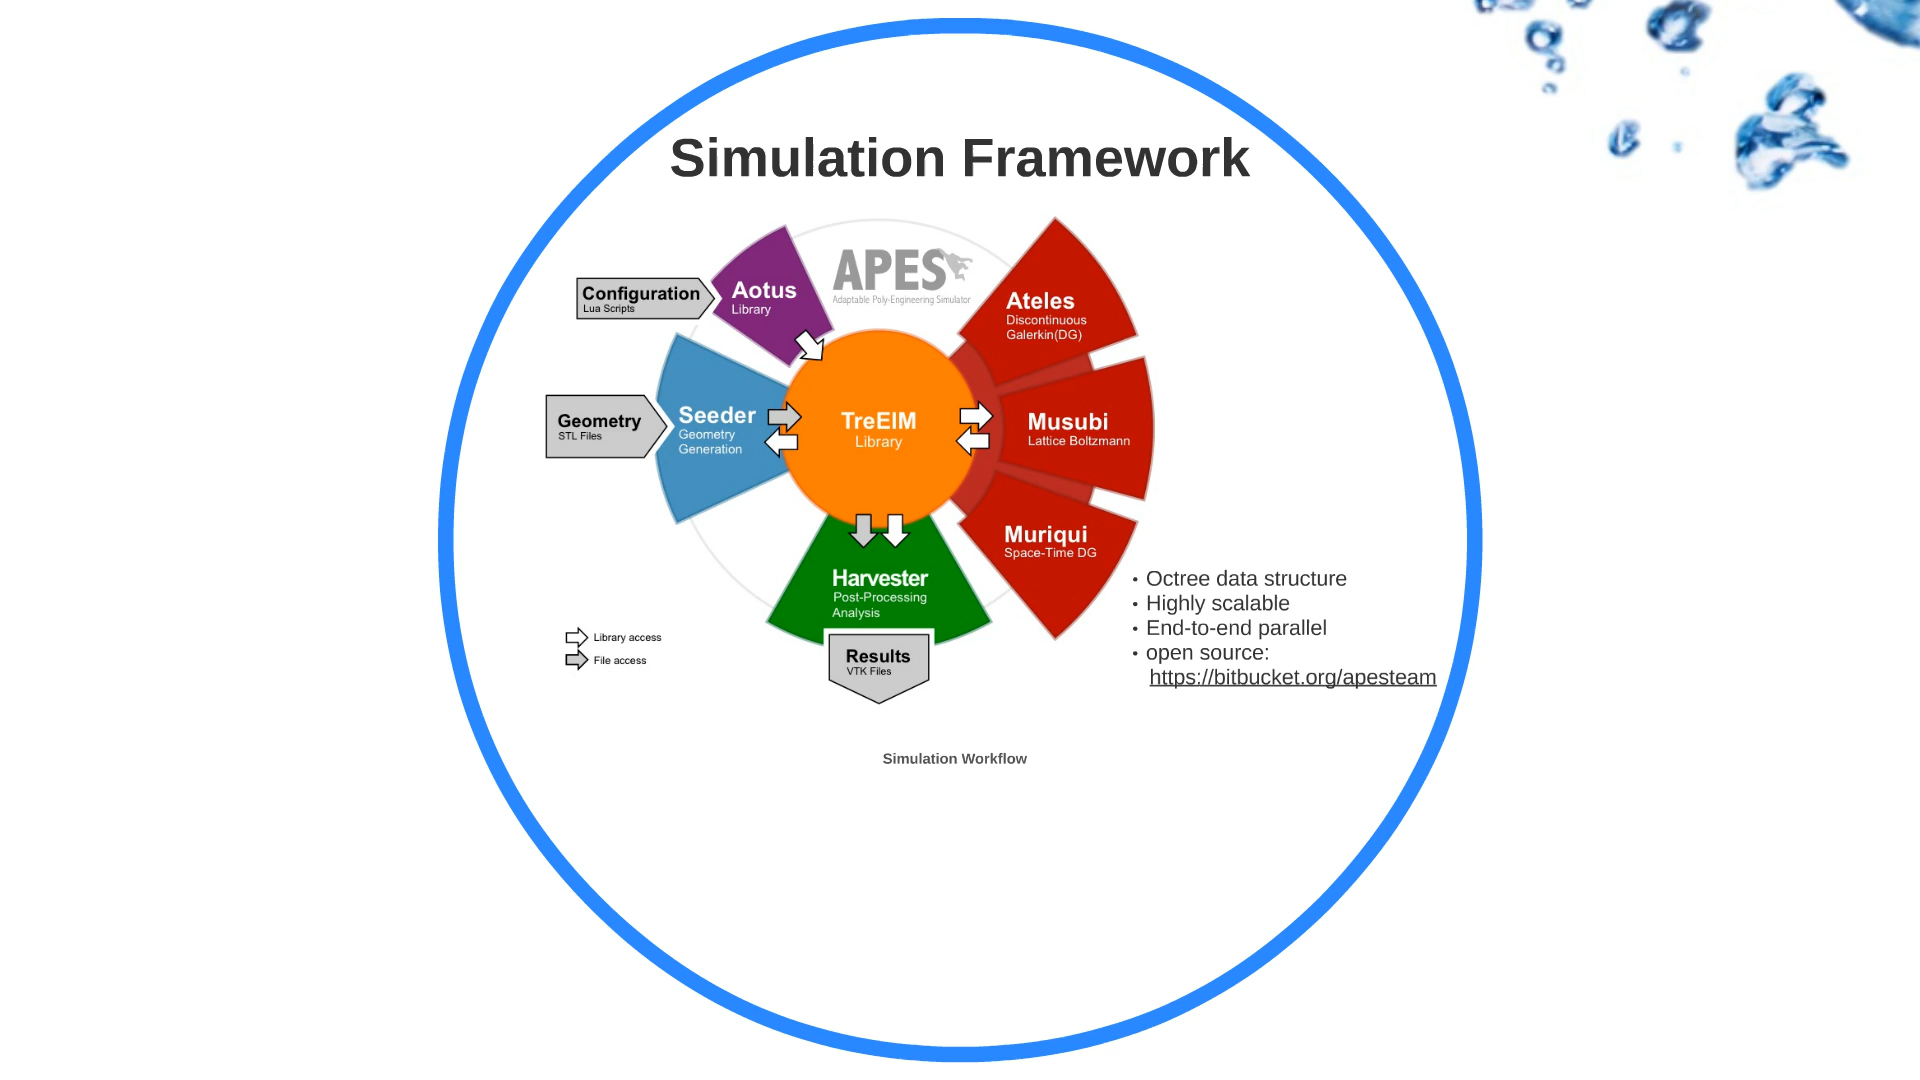 Simulation Framework
APES
Adaptable Poly-Engineering Simulator
Configuration
Lua Scripts
Aotus
Library
Ateles
Discontinuous
Galerkin(DG)
Geometry
STL Files
Seeder
Geometry
Generation
TreElM
Library
Musubi
Lattice Boltzmann
Muriqui
Space-Time DG
Harvester
Post-Processing
Analysis
Results
VTK Files
Library access
File access
• Octree data structure
• Highly scalable
• End-to-end parallel
• open source:
https://bitbucket.org/apesteam
Simulation Workflow